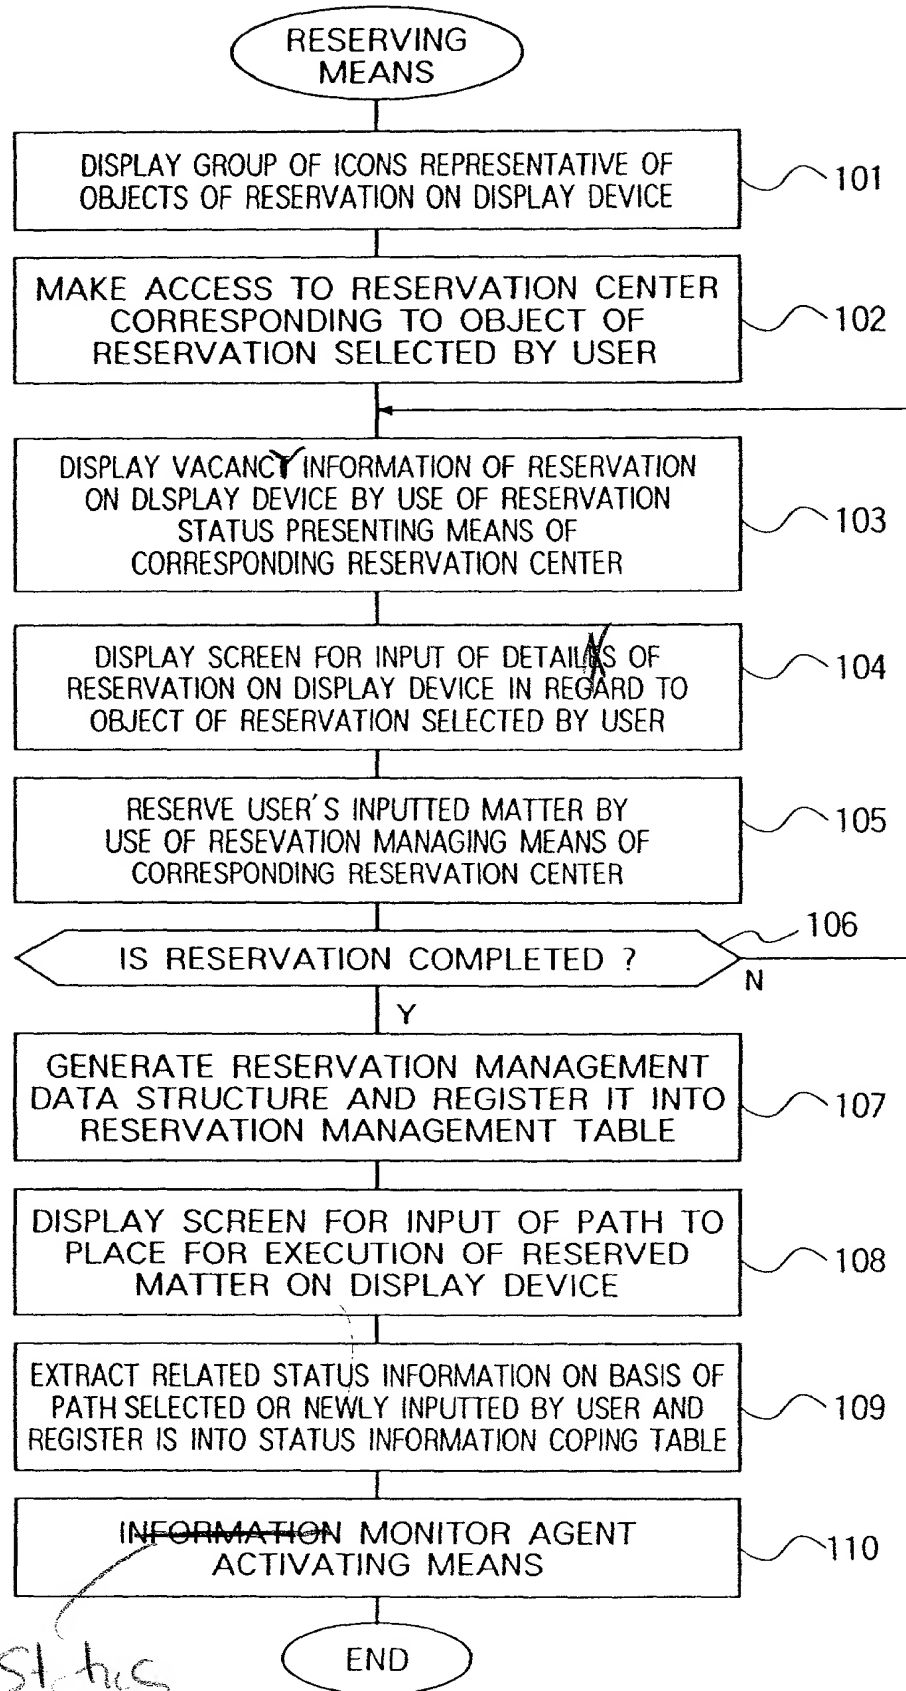 RESERVING
MEANS
DISPLAY GROUP OF ICONS REPRESENTATIVE OF
OBJECTS OF RESERVATION ON DISPLAY DEVICE
101
MAKE ACCESS TO RESERVATION CENTER
CORRESPONDING TO OBJECT OF
RESERVATION SELECTED BY USER
102
DISPLAY VACANCY INFORMATION OF RESERVATION
ON DLSPLAY DEVICE BY USE OF RESERVATION
STATUS PRESENTING MEANS OF
CORRESPONDING RESERVATION CENTER
103
DISPLAY SCREEN FOR INPUT OF DETAILS OF
RESERVATION ON DISPLAY DEVICE IN REGARD TO
OBJECT OF RESERVATION SELECTED BY USER
104
RESERVE USER'S INPUTTED MATTER BY
USE OF RESEVATION MANAGING MEANS OF
CORRESPONDING RESERVATION CENTER
105
IS RESERVATION COMPLETED ?
106
N
Y
GENERATE RESERVATION MANAGEMENT
DATA STRUCTURE AND REGISTER IT INTO
RESERVATION MANAGEMENT TABLE
107
DISPLAY SCREEN FOR INPUT OF PATH TO
PLACE FOR EXECUTION OF RESERVED
MATTER ON DISPLAY DEVICE
108
EXTRACT RELATED STATUS INFORMATION ON BASIS OF
PATH SELECTED OR NEWLY INPUTTED BY USER AND
REGISTER IS INTO STATUS INFORMATION COPING TABLE
109
INFORMATION MONITOR AGENT
ACTIVATING MEANS
110
Status
END